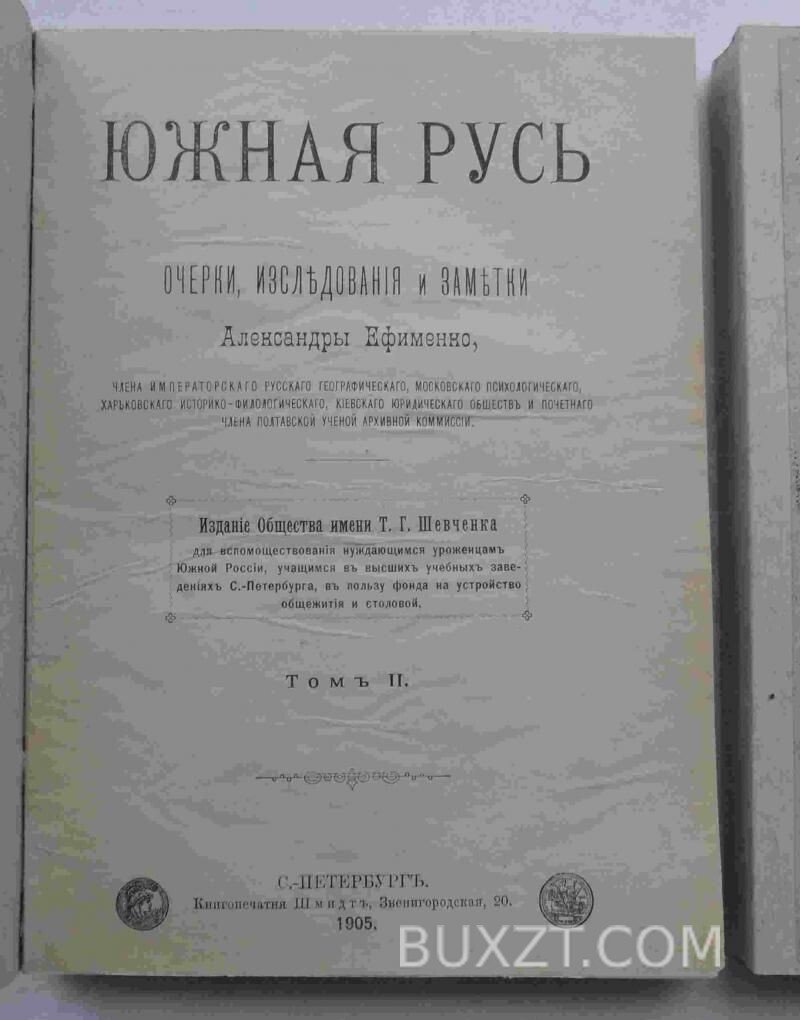 ЮЖНАЯ РУСЬ
ОЧЕРКИ, ИЗСЛѢДОВАНІЯ и ЗАМѢТКИ
Александры Ефименко,
ЧЛЕНА ИМПЕРАТОРСКАГО РУССКАГО ГЕОГРАФИЧЕСКАГО, МОСКОВСКАГО ПСИХОЛОГИЧЕСКАГО,
ХАРЬКОВСКАГО ИСТОРИКО-ФИЛОЛОГИЧЕСКАГО, КІЕВСКАГО ЮРИДИЧЕСКАГО ОБЩЕСТВЪ И ПОЧЕТНАГО
ЧЛЕНА ПОЛТАВСКОЙ УЧЕНОЙ АРХИВНОЙ КОММИССІИ.
Изданіе Общества имени Т. Г. Шевченка
для вспомоществованія нуждающимся уроженцамъ
Южной Россіи, учащимся въ высшихъ учебныхъ заве-
деніяхъ С.-Петербурга, въ пользу фонда на устройство
общежитія и столовой.
Томъ II.
С.-ПЕТЕРБУРГЪ.
Книгопечатня Шмидтъ, Звенигородская, 20.
1905.
BUXZT.COM